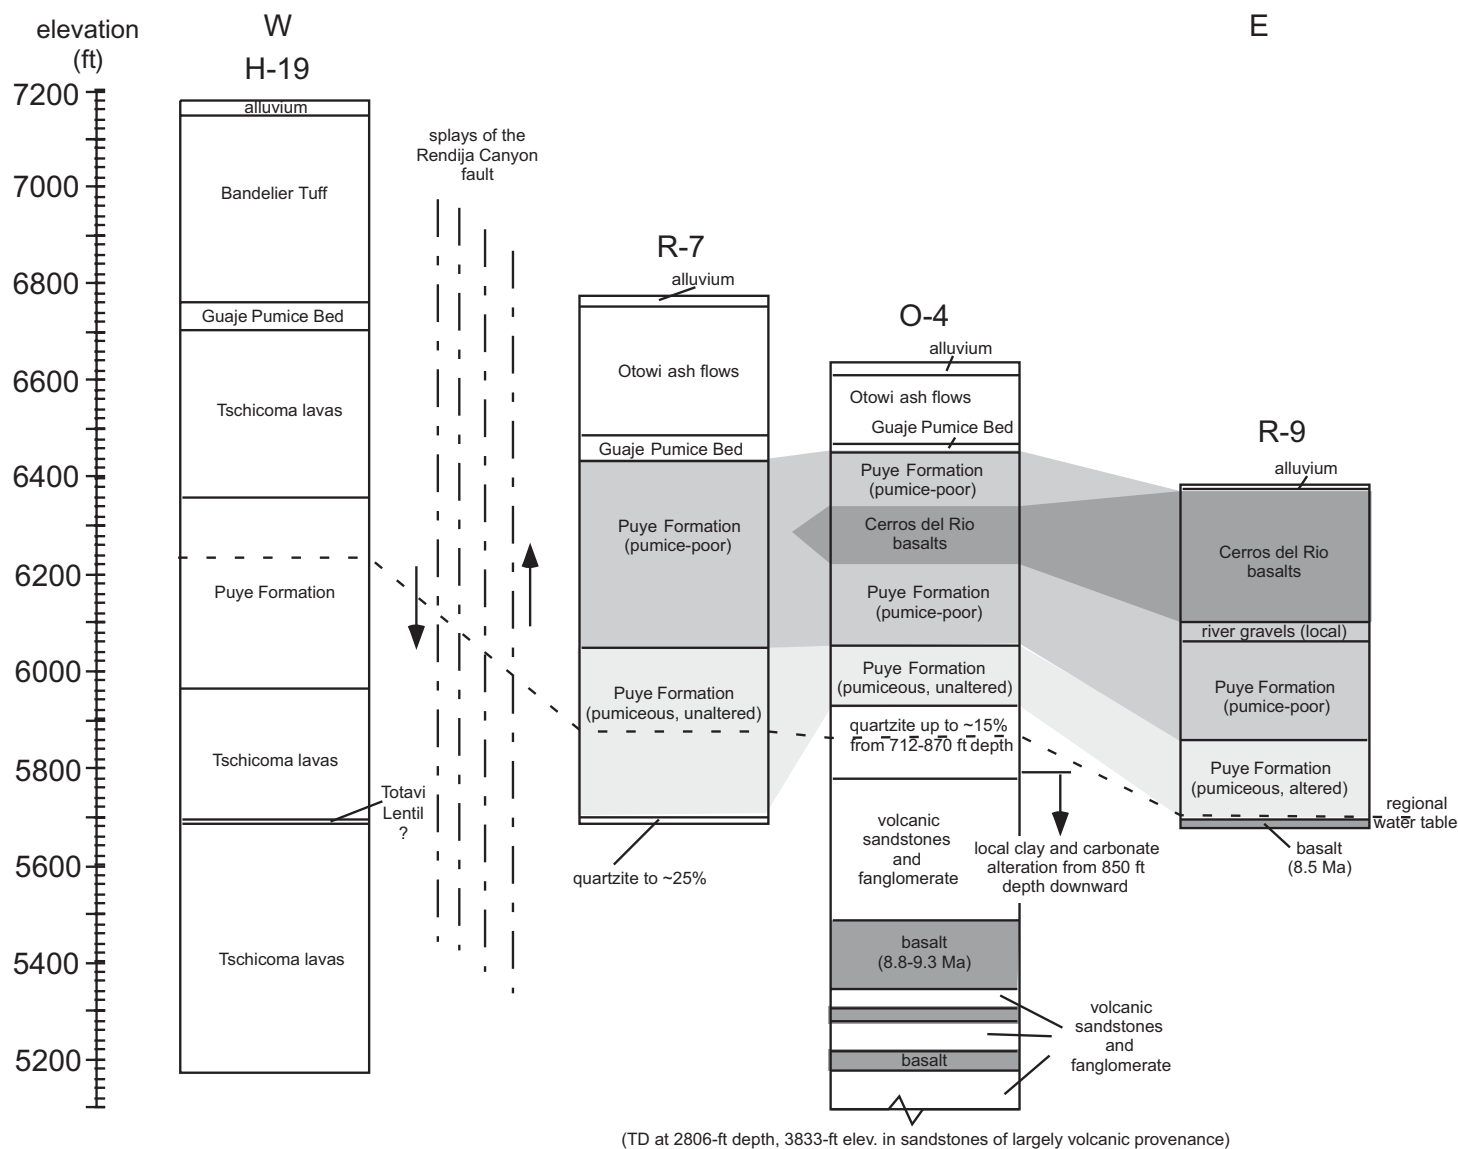 elevation
(ft)
W
E
H-19
7200
7000
6800
6600
6400
6200
6000
5800
5600
5400
5200
alluvium
Bandelier Tuff
Guaje Pumice Bed
Tschicoma lavas
Puye Formation
Tschicoma lavas
Totavi
Lentil
?
Tschicoma lavas
splays of the
Rendija Canyon
fault
R-7
alluvium
Otowi ash flows
Guaje Pumice Bed
Puye Formation
(pumice-poor)
Puye Formation
(pumiceous, unaltered)
quartzite to ~25%
O-4
alluvium
Otowi ash flows
Guaje Pumice Bed
Puye Formation
(pumice-poor)
Cerros del Rio
basalts
Puye Formation
(pumice-poor)
Puye Formation
(pumiceous, unaltered)
quartzite up to ~15%
from 712-870 ft depth
volcanic
sandstones
and
fanglomerate
local clay and carbonate
alteration from 850 ft
depth downward
basalt
(8.8-9.3 Ma)
basalt
volcanic
sandstones
and
fanglomerate
(TD at 2806-ft depth, 3833-ft elev. in sandstones of largely volcanic provenance)
R-9
alluvium
Cerros del Rio
basalts
river gravels (local)
Puye Formation
(pumice-poor)
Puye Formation
(pumiceous, altered)
regional
water table
basalt
(8.5 Ma)